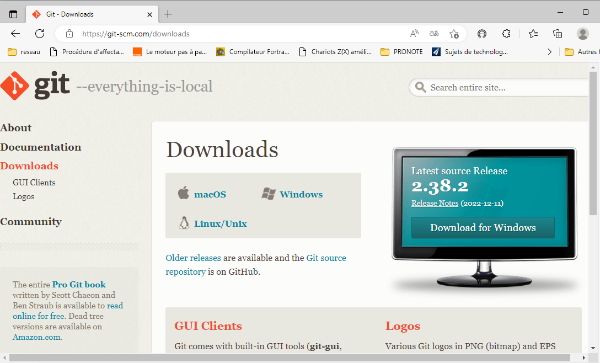 Git - Downloads
https://git-scm.com/downloads
reseau
Procédure d'affecta...
Le moteur pas à pa...
Compilateur Fortra...
Chariots Z(X) améli...
PRONOTE
Sujets de technolog...
Autres f
git --everything-is-local
Search entire site...
About
Documentation
Downloads
GUI Clients
Logos
Community
The entire Pro Git book
written by Scott Chacon and
Ben Straub is available to read
online for free. Dead tree
versions are available on
Amazon.com.
Downloads
macOS
Windows
Linux/Unix
Older releases are available and the Git source
repository is on GitHub.
Latest source Release
2.38.2
Release Notes (2022-12-11)
Download for Windows
GUI Clients
Git comes with built-in GUI tools (git-gui,
Logos
Various Git logos in PNG (bitmap) and EPS